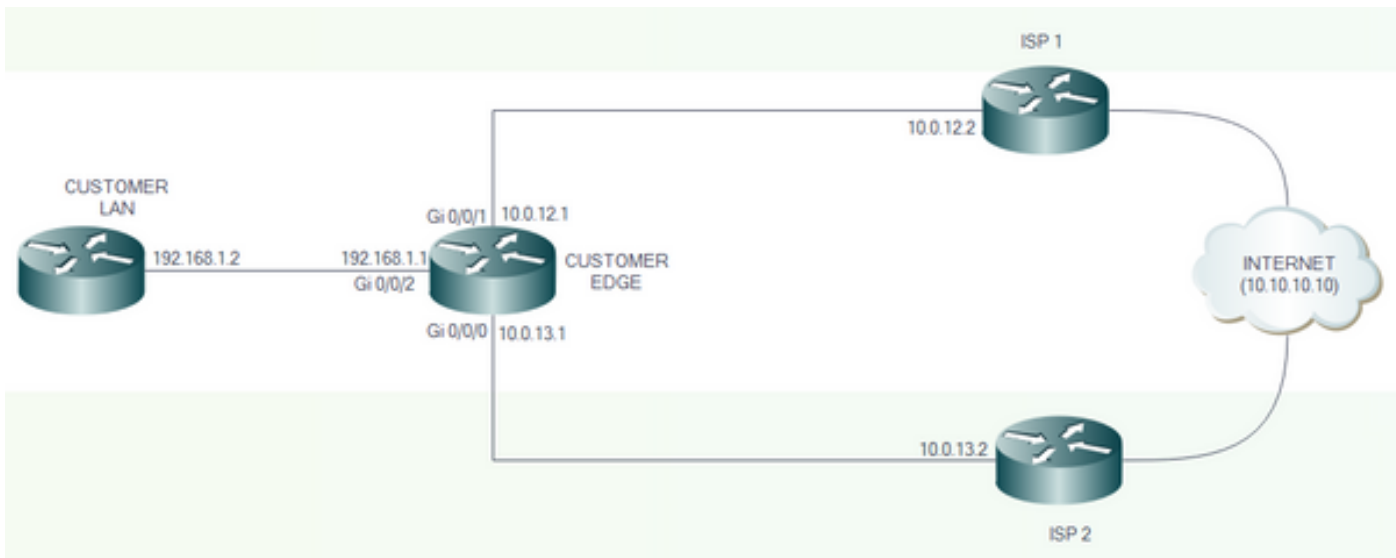 ISP 1
10.0.12.2
CUSTOMER
LAN
192.168.1.2
Gi 0/0/1
10.0.12.1
192.168.1.1
Gi 0/0/2
CUSTOMER
EDGE
Gi 0/0/0
10.0.13.1
INTERNET
(10.10.10.10)
10.0.13.2
ISP 2